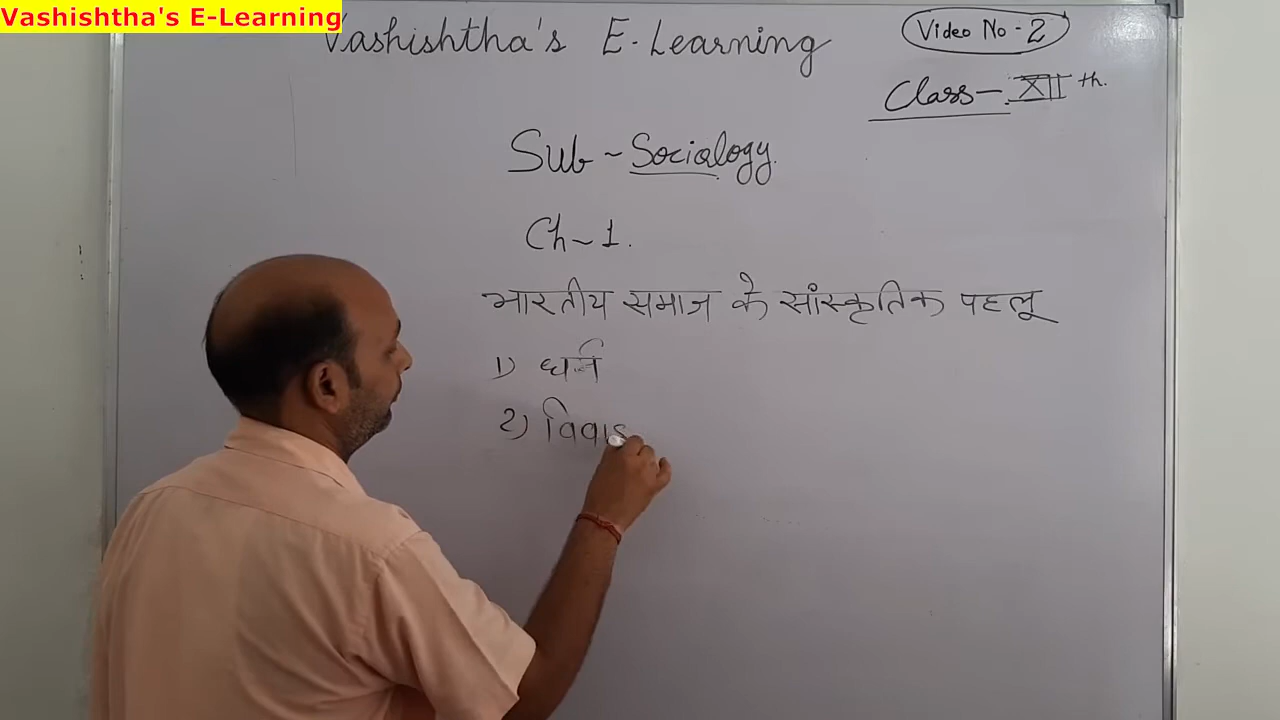 Vashishtha's E-Learning
Vashishtha's E-Learning
Video No - 2
Class - XII th.
Sub ~ Socialogy.
Ch ~ 1.
भारतीय समाज के सांस्कृतिक पहलू
1) धर्म
2) विवाह